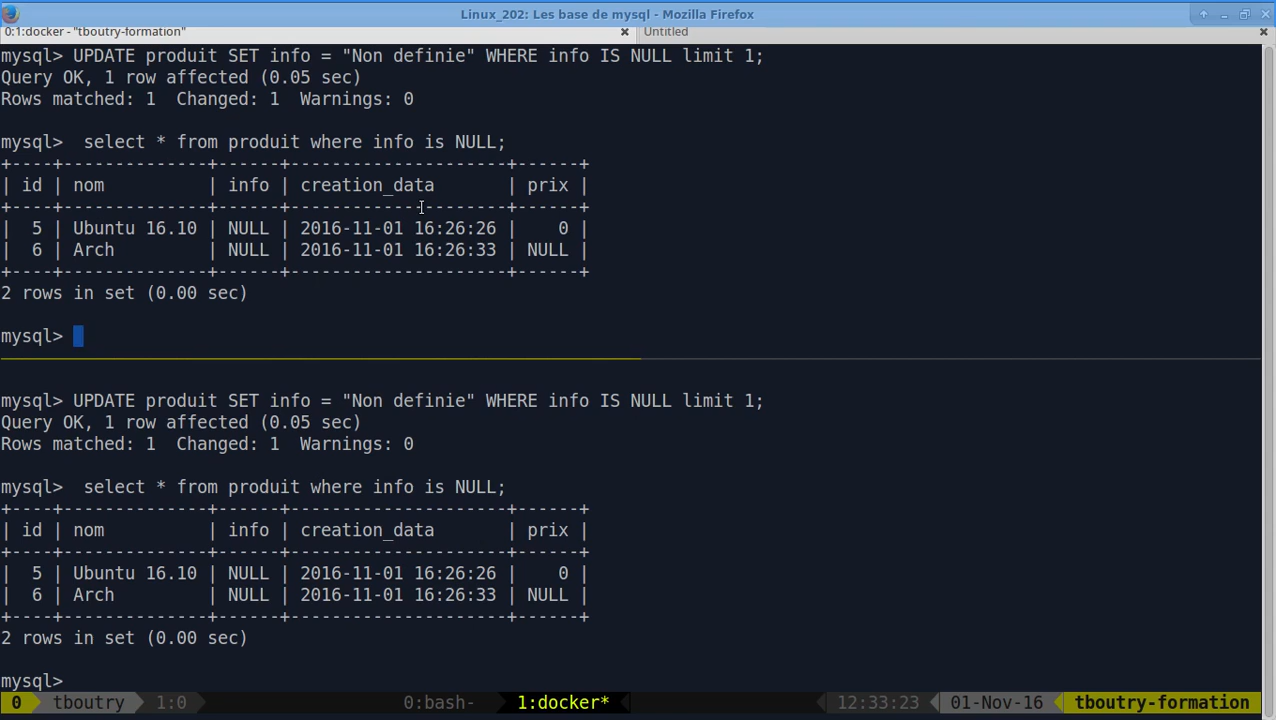 Linux_202: Les base de mysql - Mozilla Firefox
0:1:docker - "tboutry-formation"
Untitled
mysql> UPDATE produit SET info = "Non definie" WHERE info IS NULL limit 1;
Query OK, 1 row affected (0.05 sec)
Rows matched: 1  Changed: 1  Warnings: 0
mysql>  select * from produit where info is NULL;
+----+--------------+------+---------------------+------+
| id | nom          | info | creation_data       | prix |
+----+--------------+------+---------------------+------+
|  5 | Ubuntu 16.10 | NULL | 2016-11-01 16:26:26 |    0 |
|  6 | Arch         | NULL | 2016-11-01 16:26:33 | NULL |
+----+--------------+------+---------------------+------+
2 rows in set (0.00 sec)
mysql>
mysql> UPDATE produit SET info = "Non definie" WHERE info IS NULL limit 1;
Query OK, 1 row affected (0.05 sec)
Rows matched: 1  Changed: 1  Warnings: 0
mysql>  select * from produit where info is NULL;
+----+--------------+------+---------------------+------+
| id | nom          | info | creation_data       | prix |
+----+--------------+------+---------------------+------+
|  5 | Ubuntu 16.10 | NULL | 2016-11-01 16:26:26 |    0 |
|  6 | Arch         | NULL | 2016-11-01 16:26:33 | NULL |
+----+--------------+------+---------------------+------+
2 rows in set (0.00 sec)
mysql>
0 tboutry 1:0 0:bash- 1:docker* 12:33:23 01-Nov-16 tboutry-formation